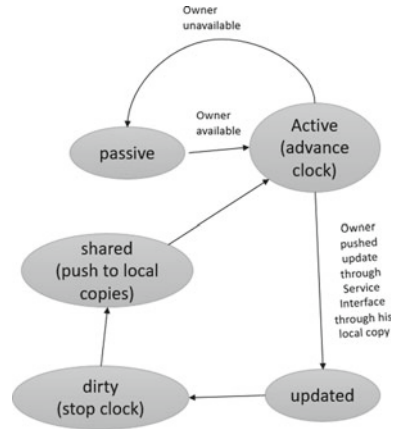 Owner
unavailable
Owner
available
passive
Active
(advance
clock)
shared
(push to local
copies)
Owner
pushed
update
through
Service
Interface
through his
local copy
dirty
(stop clock)
updated